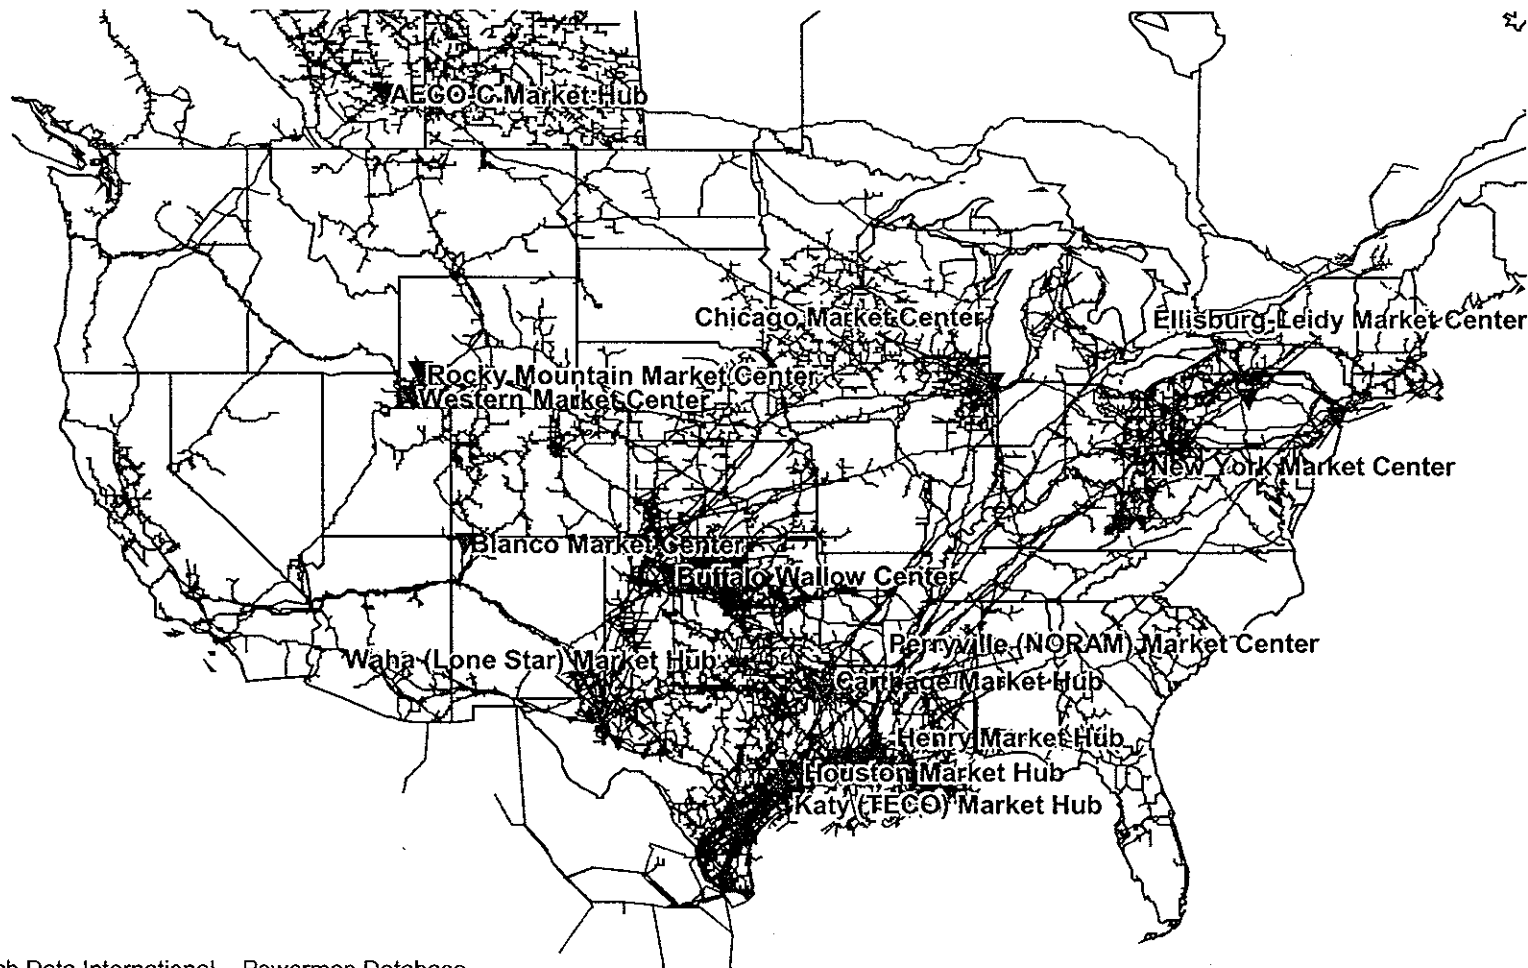 AECO-C Market Hub
Chicago Market Center
Ellisburg-Leidy Market Center
Rocky Mountain Market Center
Western Market Center
New York Market Center
Blanco Market Center
Buffalo Wallow Center
Perryville (NORAM) Market Center
Waha (Lone Star) Market Hub
Carthage Market Hub
Henry Market Hub
Houston Market Hub
Katy (TECO) Market Hub
Data International - Powermap Database